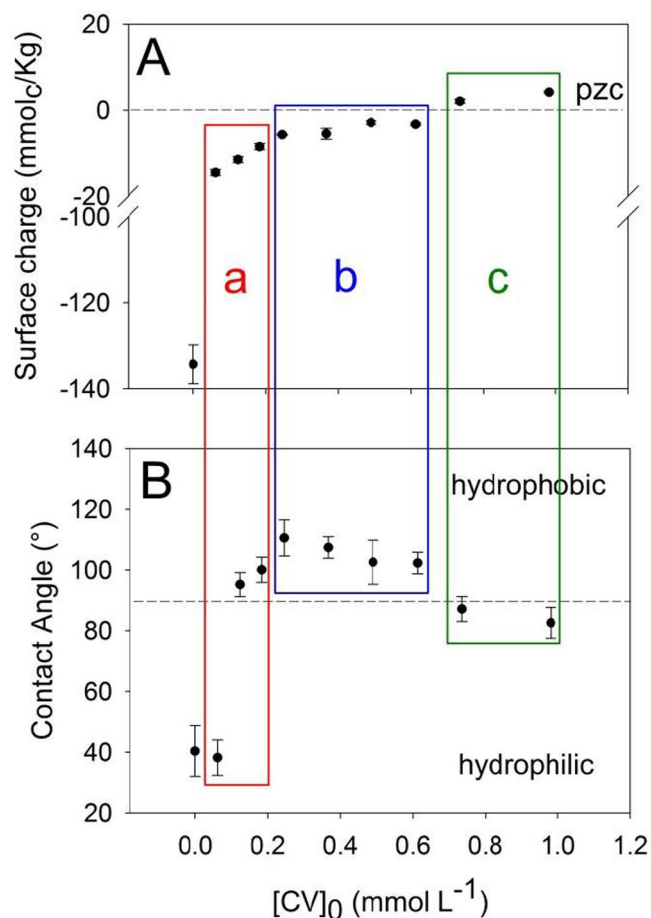 A
Surface charge (mmolc/Kg)
20
0
-20
-100
-120
-140
pzc
a
b
c
B
Contact Angle (°)
140
120
100
80
60
40
20
hydrophobic
hydrophilic
0.0 0.2 0.4 0.6 0.8 1.0 1.2
[CV]0 (mmol L-1)